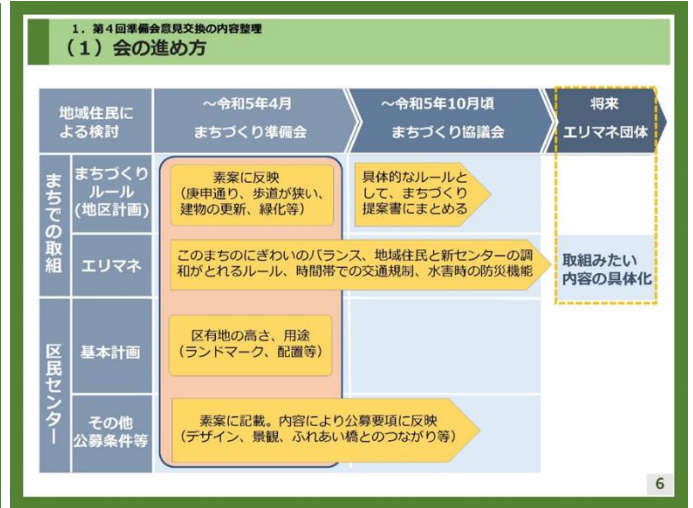 1．第４回準備会意見交換の内容整理
（１）会の進め方
地域住民に
よる検討
～令和5年4月
まちづくり準備会
～令和5年10月頃
まちづくり協議会
将来
エリマネ団体
まちでの取組
まちづくり
ルール
(地区計画)
素案に反映
（庚申通り、歩道が狭い、
建物の更新、緑化等）
具体的なルールと
して、まちづくり
提案書にまとめる
エリマネ
このまちのにぎわいのバランス、地域住民と新センターの調
和がとれるルール、時間帯での交通規制、水害時の防災機能
取組みたい
内容の具体化
区民センター
基本計画
区有地の高さ、用途
（ランドマーク、配置等）
その他
公募条件等
素案に記載。内容により公募要項に反映
（デザイン、景観、ふれあい橋とのつながり等）
6